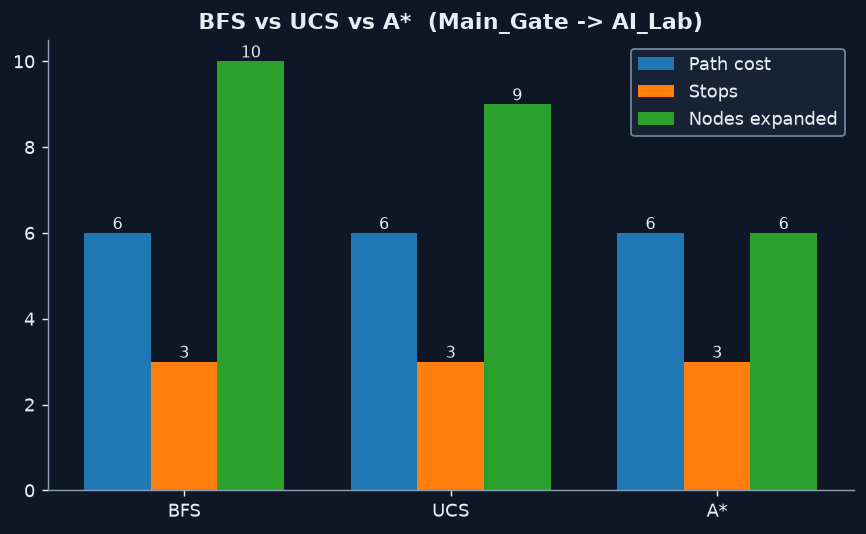 BFS vs UCS vs A*  (Main_Gate -> AI_Lab)
Path cost
Stops
Nodes expanded
10
8
6
4
2
0
6
3
10
6
3
9
6
3
6
BFS
UCS
A*